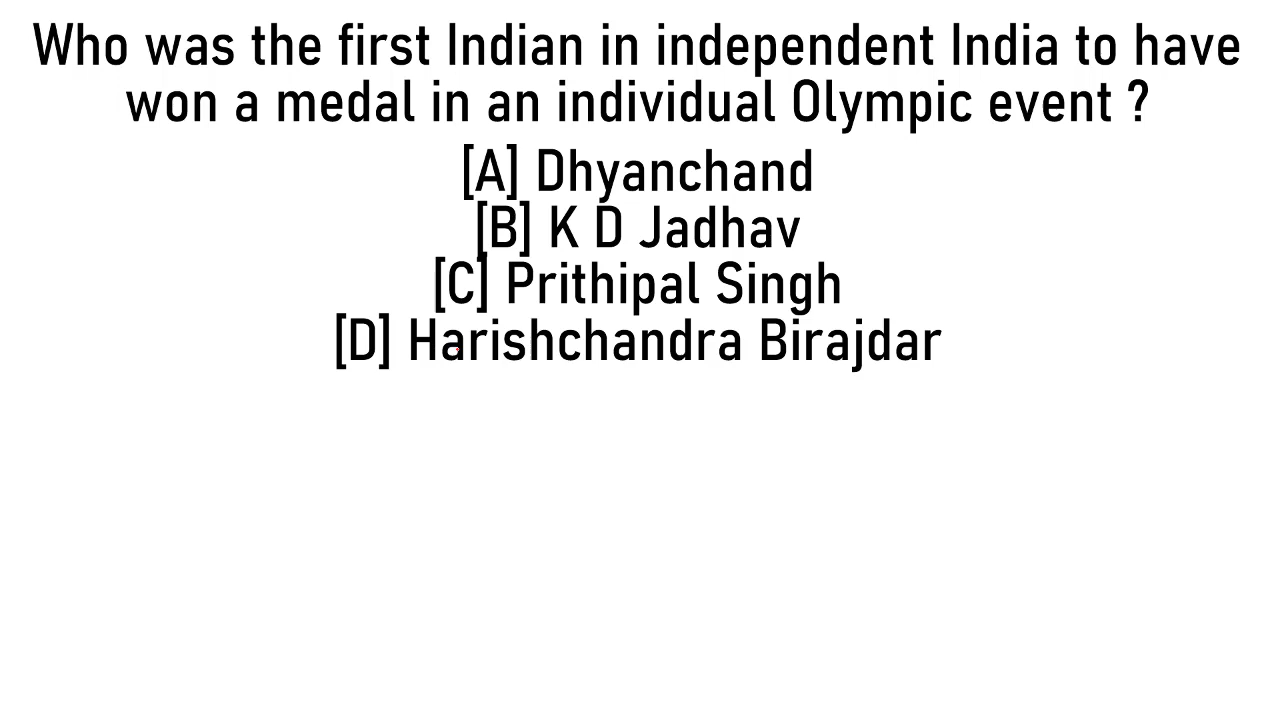 Who was the first Indian in independent India to have
won a medal in an individual Olympic event ?
[A] Dhyanchand
[B] K D Jadhav
[C] Prithipal Singh
[D] Harishchandra Birajdar